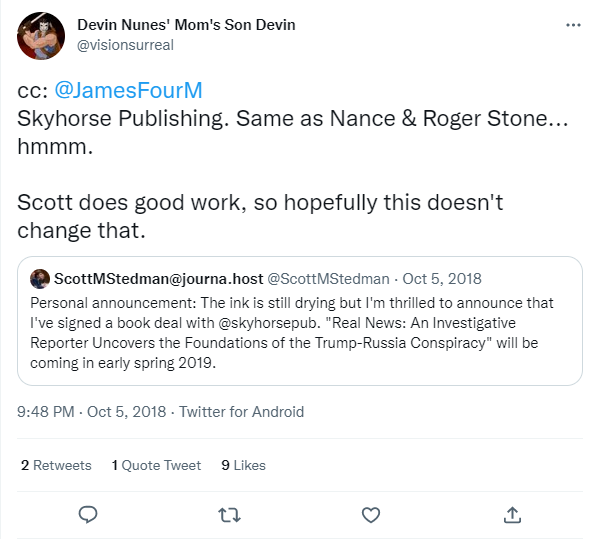 Devin Nunes' Mom's Son Devin
@visionsurreal
cc: @JamesFourM
Skyhorse Publishing. Same as Nance & Roger Stone...
hmmm.
Scott does good work, so hopefully this doesn't
change that.
ScottMStedman@journa.host @ScottMStedman · Oct 5, 2018
Personal announcement: The ink is still drying but I'm thrilled to announce that
I've signed a book deal with @skyhorsepub. "Real News: An Investigative
Reporter Uncovers the Foundations of the Trump-Russia Conspiracy" will be
coming in early spring 2019.
9:48 PM · Oct 5, 2018 · Twitter for Android
2 Retweets 1 Quote Tweet 9 Likes